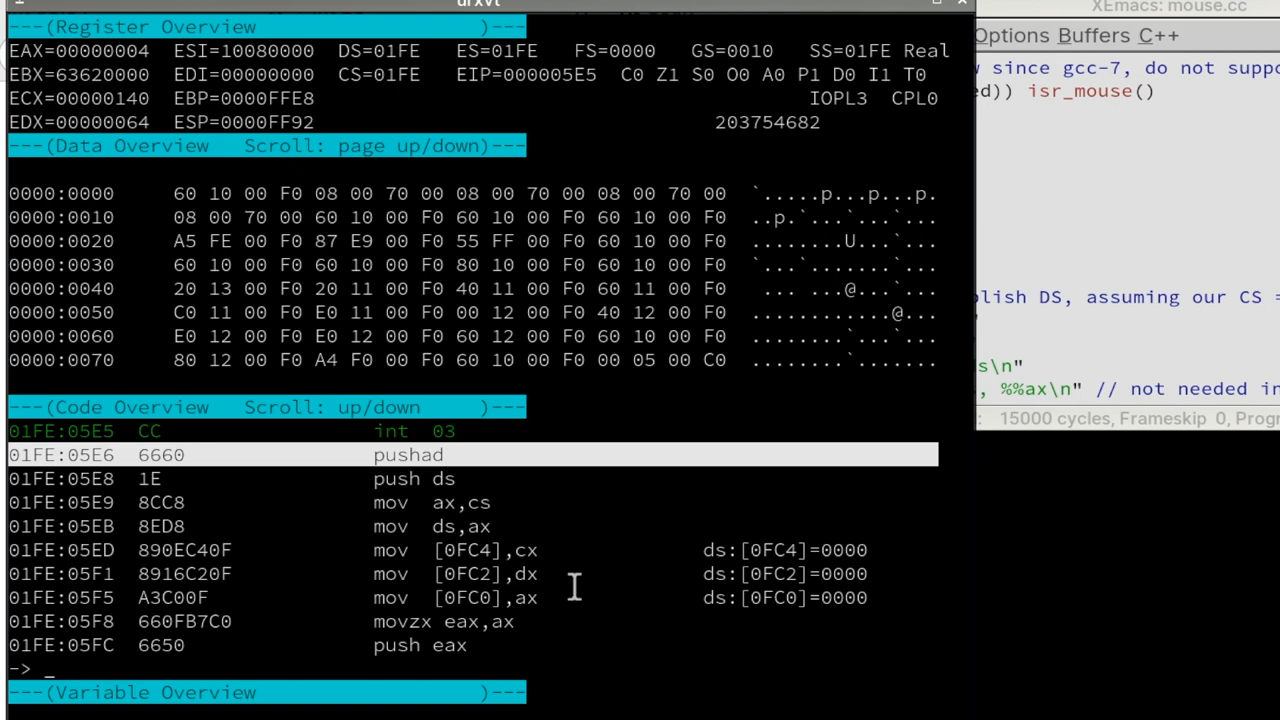 urxvt
---(Register Overview                   )---
EAX=00000004  ESI=10080000  DS=01FE   ES=01FE   FS=0000   GS=0010   SS=01FE Real
EBX=63620000  EDI=00000000  CS=01FE   EIP=000005E5  C0 Z1 S0 O0 A0 P1 D0 I1 T0
ECX=00000140  EBP=0000FFE8                                          IOPL3  CPL0
EDX=00000064  ESP=0000FF92                                  203754682
---(Data Overview   Scroll: page up/down)---
0000:0000     60 10 00 F0 08 00 70 00 08 00 70 00 08 00 70 00  `.....p...p...p.
0000:0010     08 00 70 00 60 10 00 F0 60 10 00 F0 60 10 00 F0  ..p.`...`...`...
0000:0020     A5 FE 00 F0 87 E9 00 F0 55 FF 00 F0 60 10 00 F0  ........U...`...
0000:0030     60 10 00 F0 60 10 00 F0 80 10 00 F0 60 10 00 F0  `...`.......`...
0000:0040     20 13 00 F0 20 11 00 F0 40 11 00 F0 60 11 00 F0   ... ...@...`...
0000:0050     C0 11 00 F0 E0 11 00 F0 00 12 00 F0 40 12 00 F0  ............@...
0000:0060     E0 12 00 F0 E0 12 00 F0 60 12 00 F0 60 10 00 F0  ........`...`...
0000:0070     80 12 00 F0 A4 F0 00 F0 60 10 00 F0 00 05 00 C0  ........`.......
---(Code Overview   Scroll: up/down     )---
01FE:05E5  CC                  int  03
01FE:05E6  6660                pushad
01FE:05E8  1E                  push ds
01FE:05E9  8CC8                mov  ax,cs
01FE:05EB  8ED8                mov  ds,ax
01FE:05ED  890EC40F            mov  [0FC4],cx                 ds:[0FC4]=0000
01FE:05F1  8916C20F            mov  [0FC2],dx                 ds:[0FC2]=0000
01FE:05F5  A3C00F              mov  [0FC0],ax                 ds:[0FC0]=0000
01FE:05F8  660FB7C0            movzx eax,ax
01FE:05FC  6650                push eax
-> _
---(Variable Overview                   )---
XEmacs: mouse.cc
Options Buffers C++
since gcc-7, do not suppo
ed)) isr_mouse()
blish DS, assuming our CS =
s\n"
, %%ax\n" // not needed in
: 15000 cycles, Frameskip 0, Progr